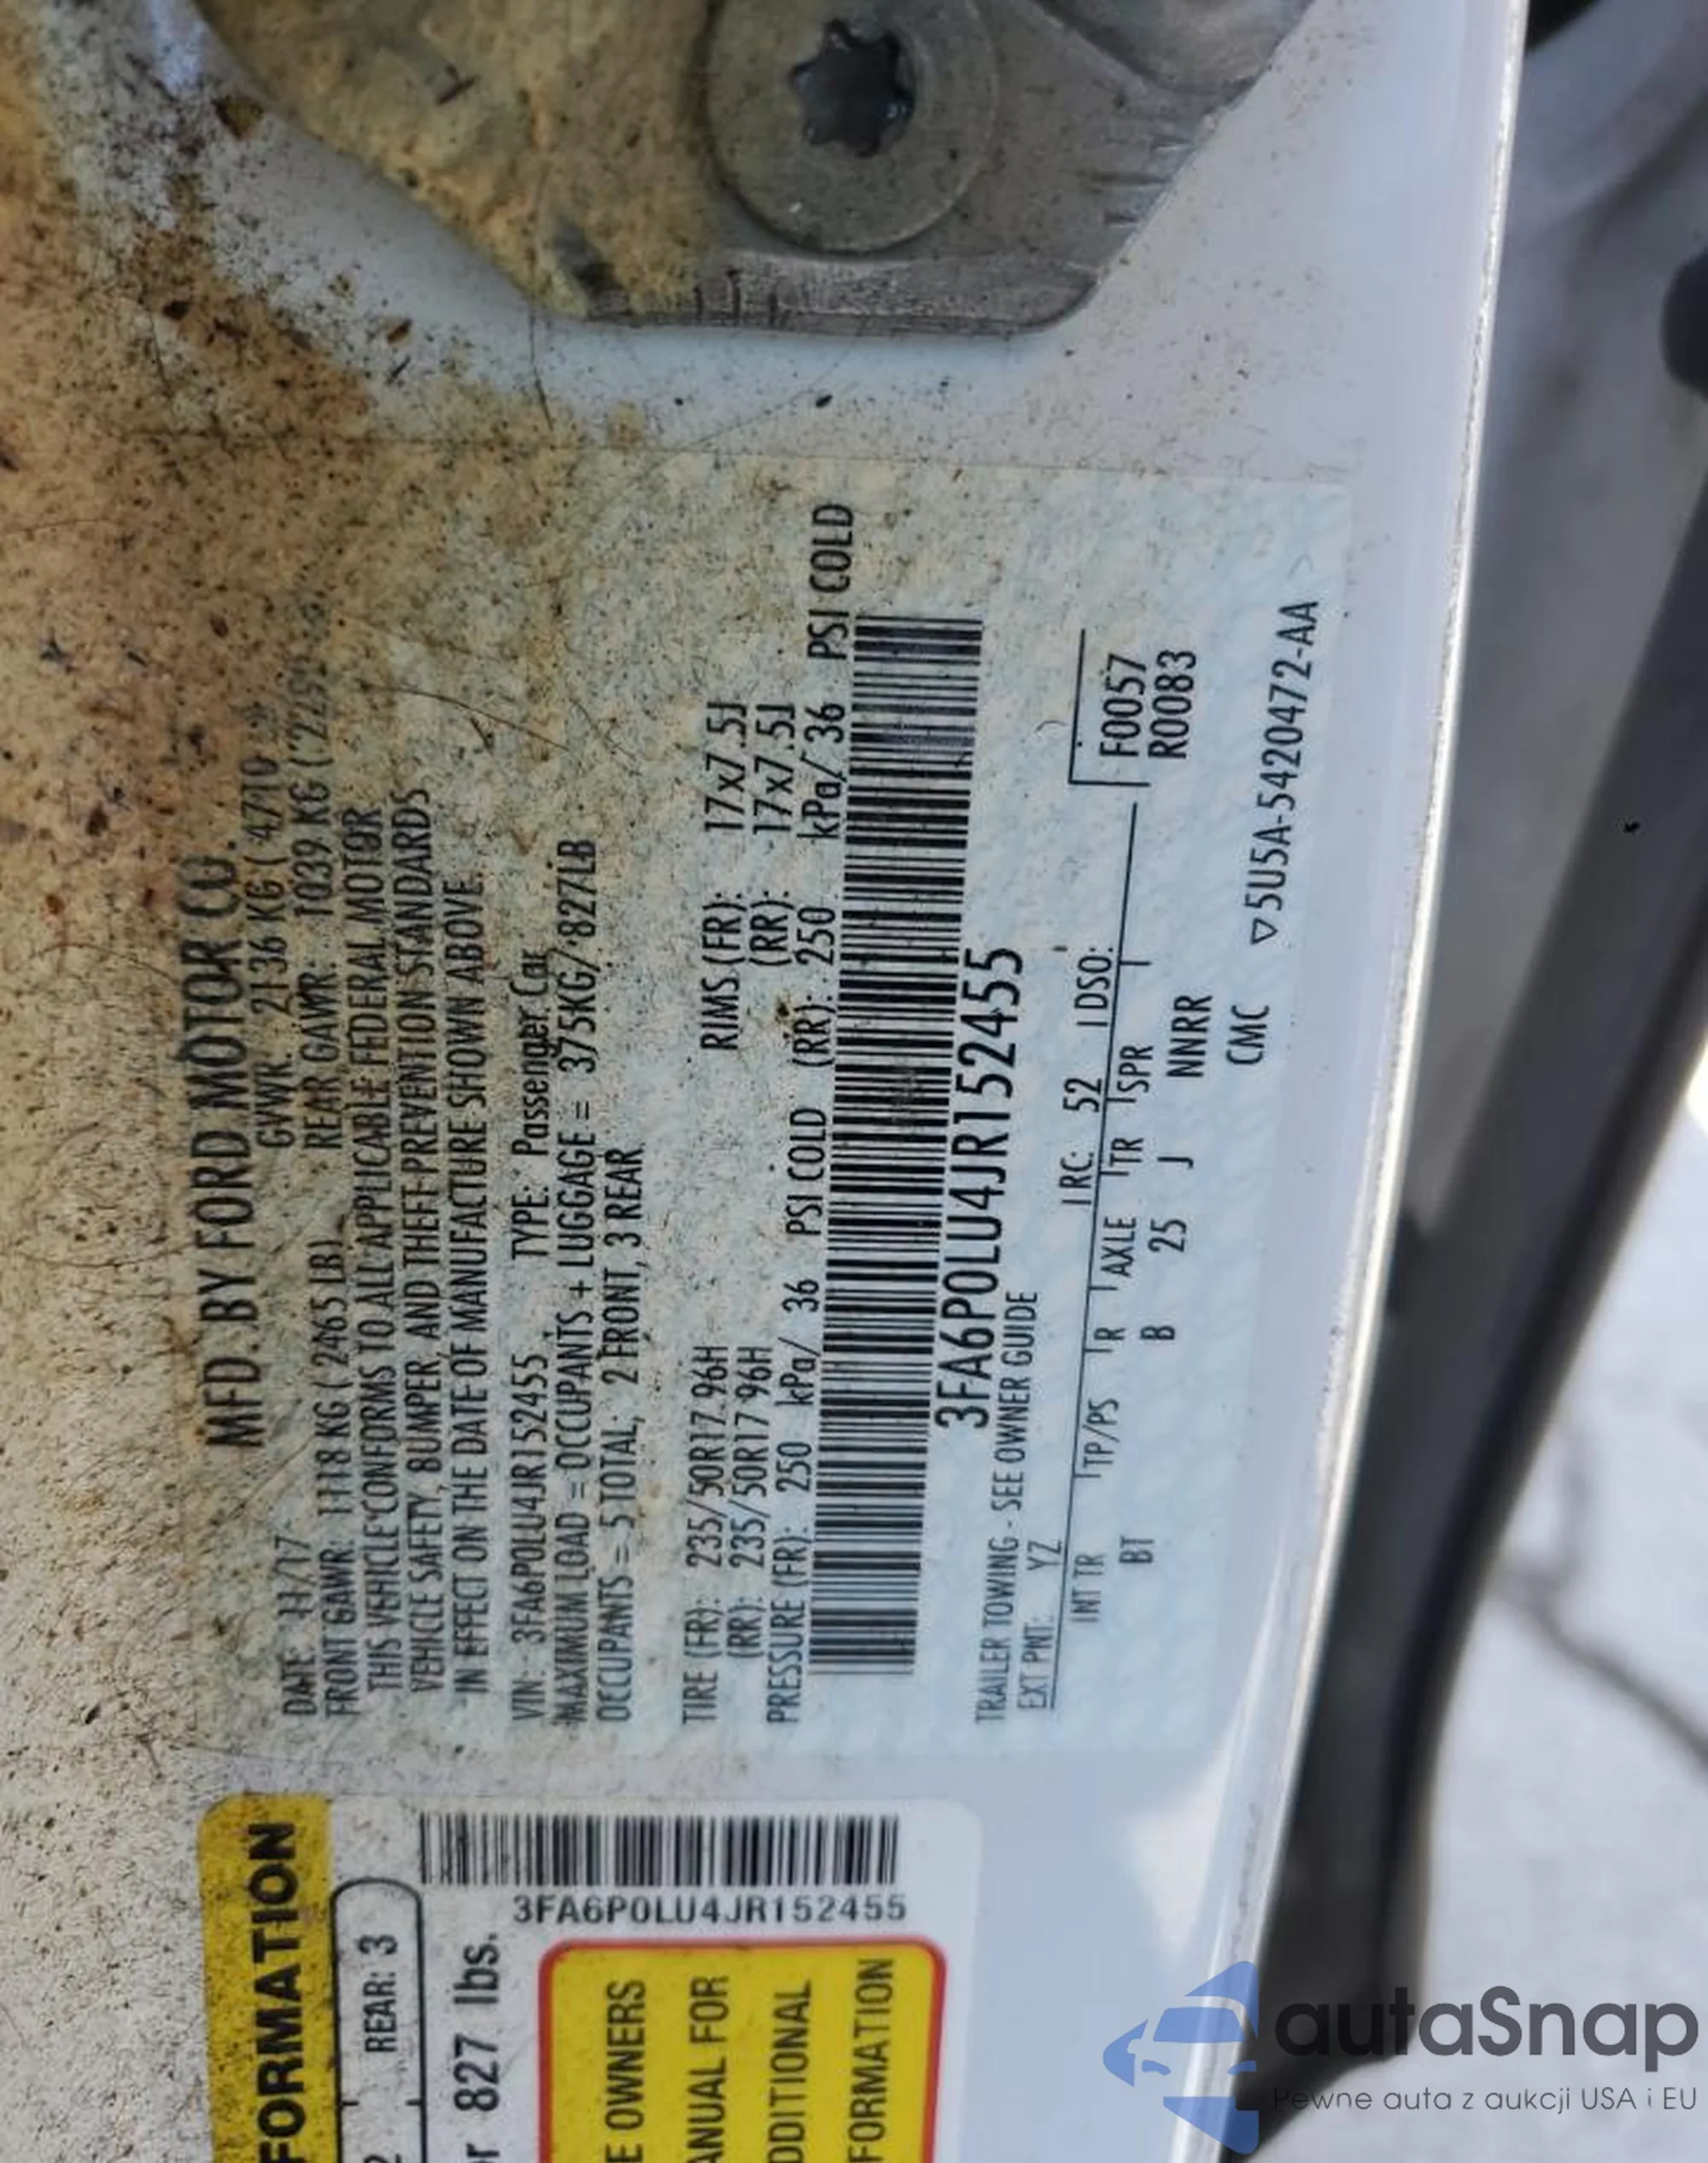 MFD. BY FORD MOTOR CO.
DATE: 11/17 GVWR: 2136 KG ( 4710
FRONT GAWR: 1118 KG ( 2465 LB) REAR GAWR: 1039 KG (
THIS VEHICLE CONFORMS TO ALL APPLICABLE FEDERAL MOTOR
VEHICLE SAFETY, BUMPER, AND THEFT PREVENTION STANDARDS
IN EFFECT ON THE DATE OF MANUFACTURE SHOWN ABOVE.
VIN: 3FA6P0LU4JR152455 TYPE: Passenger Car
MAXIMUM LOAD = OCCUPANTS + LUGGAGE = 375KG/ 827LB
OCCUPANTS = 5 TOTAL, 2 FRONT, 3 REAR
TIRE (FR): 235/50R17 96H RIMS (FR): 17x7.5J
(RR): 235/50R17 96H (RR): 17x7.5J
PRESSURE (FR): 250 kPa/ 36 PSI COLD (RR): 250 kPa/ 36 PSI COLD
3FA6P0LU4JR152455
TRAILER TOWING - SEE OWNER GUIDE
EXT PNT: YZ RC: 52 DSO:
INT TR TP/PS R AXLE TR SPR
BT B 25 J NNRR
F0057
R0083
CMC ▽5U5A-5420472-AA
FORMATION
REAR: 3
3FA6P0LU4JR152455
or 827 lbs.
E OWNERS
ANUAL FOR
DDITIONAL
FORMATION
autaSnap
Pewne auta z aukcji USA i EU